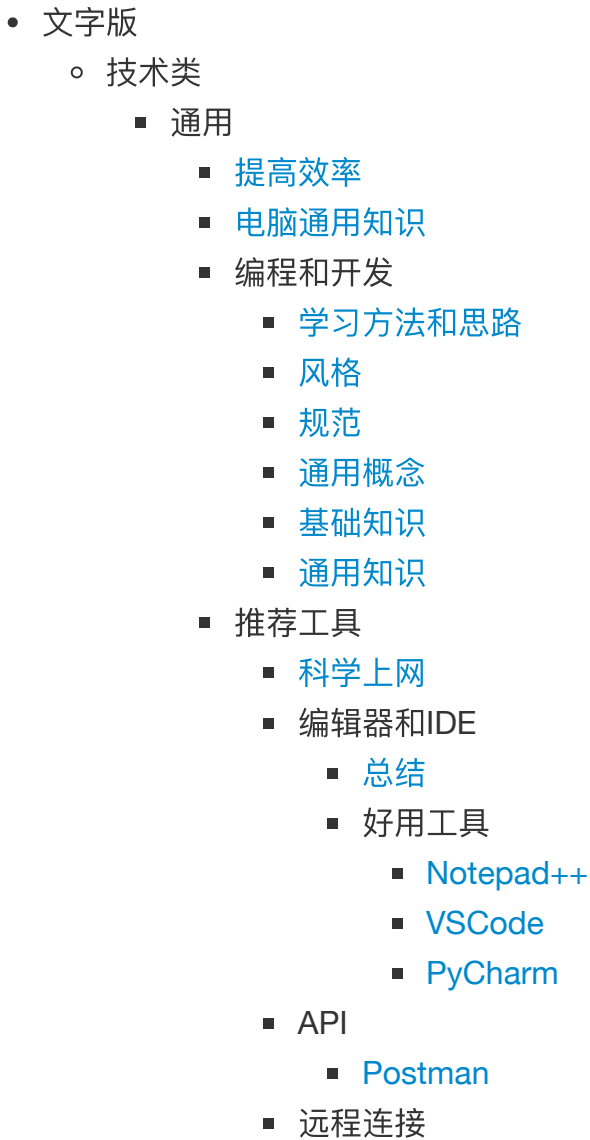 文字版
技术类
通用
提高效率
电脑通用知识
编程和开发
学习方法和思路
风格
规范
通用概念
基础知识
通用知识
推荐工具
科学上网
编辑器和IDE
总结
好用工具
Notepad++
VSCode
PyCharm
API
Postman
远程连接